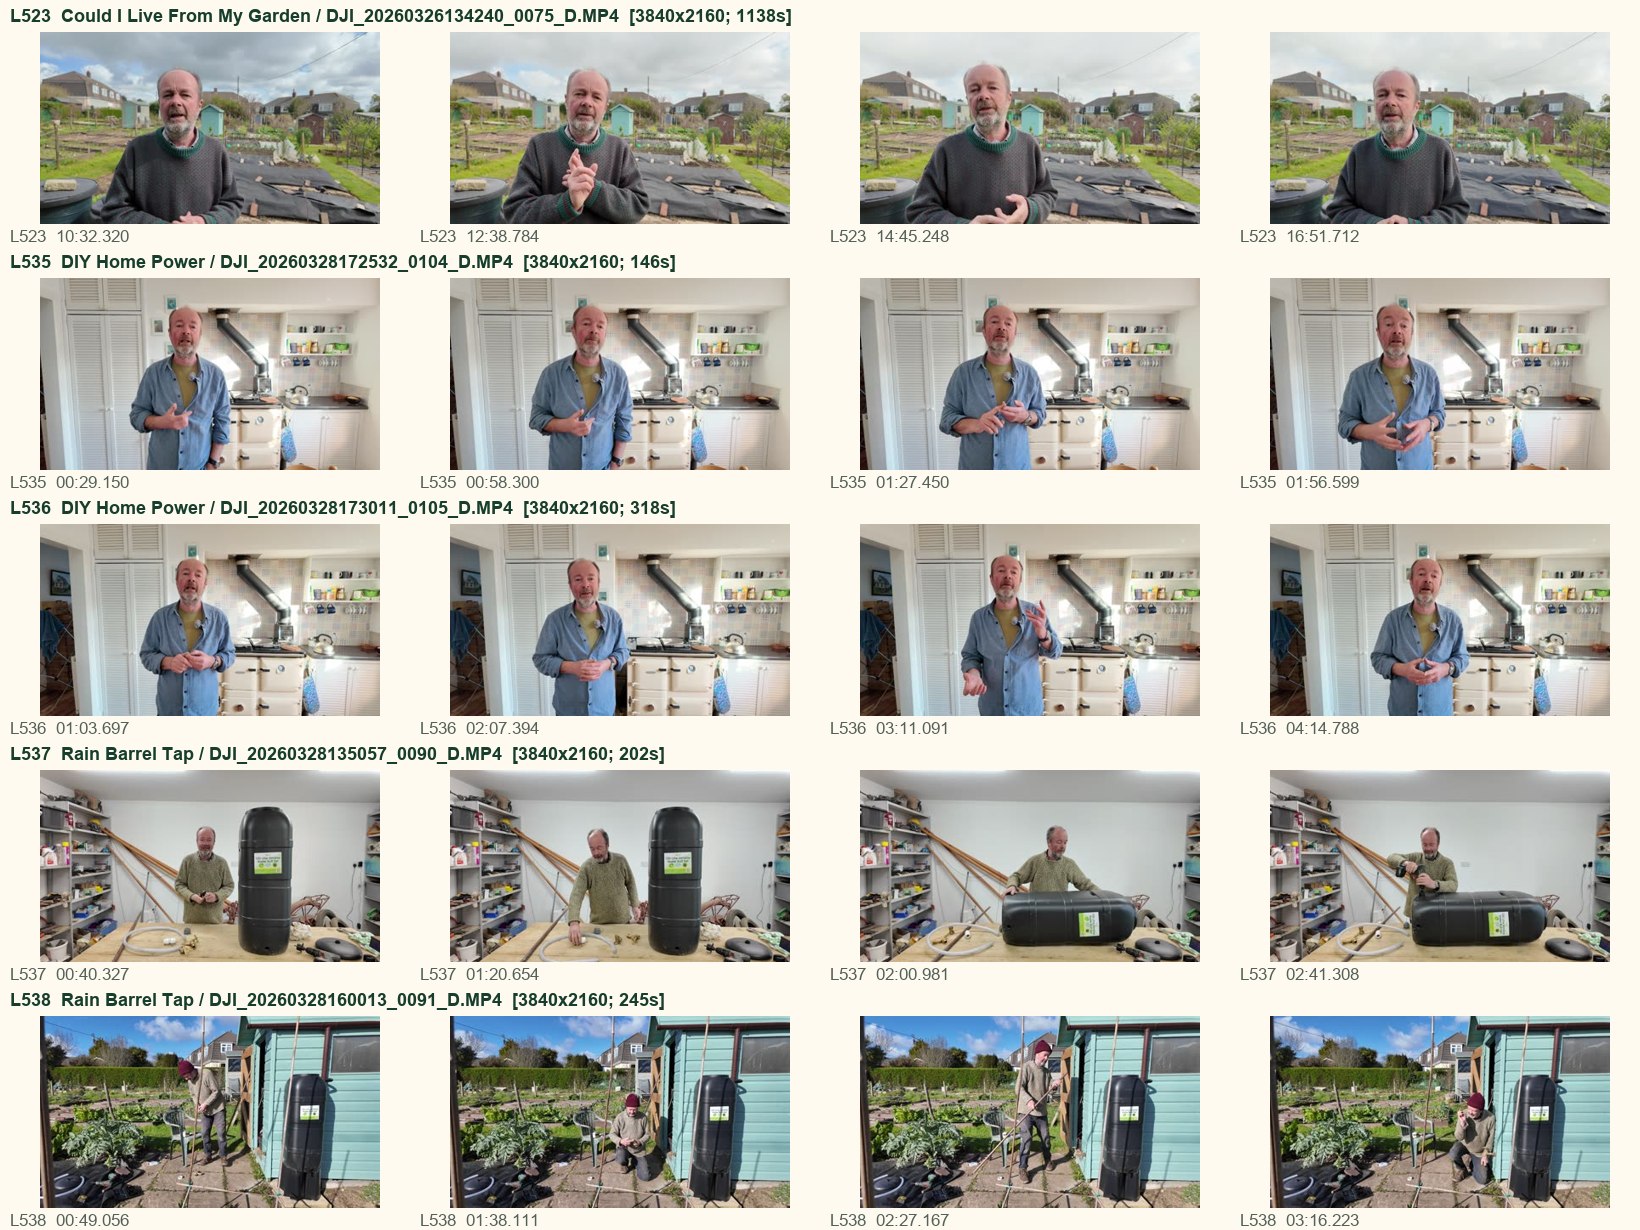 L523 Could I Live From My Garden / DJI_20260326134240_0075_D.MP4 [3840x2160; 1138s]
L523 10:32.320
L523 12:38.784
L523 14:45.248
L523 16:51.712
L535 DIY Home Power / DJI_20260328172532_0104_D.MP4 [3840x2160; 146s]
L535 00:29.150
L535 00:58.300
L535 01:27.450
L535 01:56.599
L536 DIY Home Power / DJI_20260328173011_0105_D.MP4 [3840x2160; 318s]
L536 01:03.697
L536 02:07.394
L536 03:11.091
L536 04:14.788
L537 Rain Barrel Tap / DJI_20260328135057_0090_D.MP4 [3840x2160; 202s]
L537 00:40.327
L537 01:20.654
L537 02:00.981
L537 02:41.308
L538 Rain Barrel Tap / DJI_20260328160013_0091_D.MP4 [3840x2160; 245s]
L538 00:49.056
L538 01:38.111
L538 02:27.167
L538 03:16.223